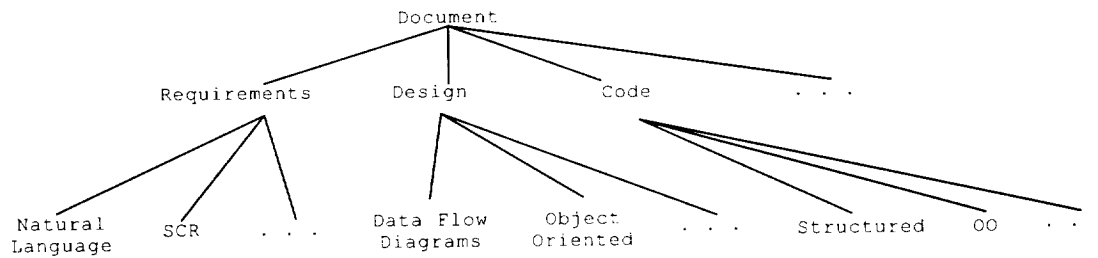 Document
Requirements Design Code . . .
Natural Language SCR . . . Data Flow Diagrams Object Oriented . . . Structured OO . .